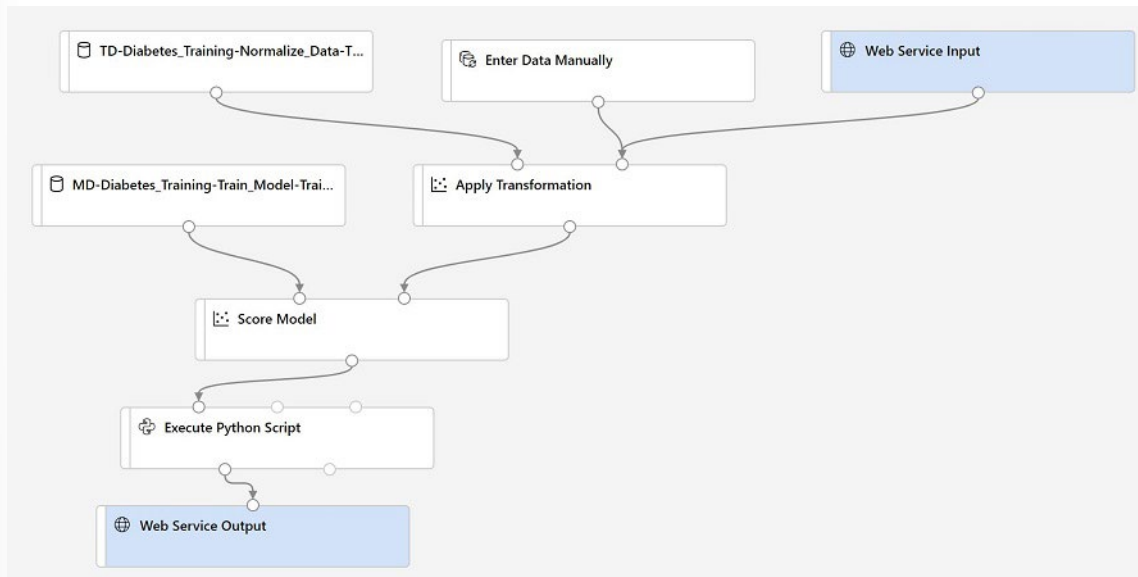 TD-Diabetes_Training-Normalize_Data-T...
Enter Data Manually
Web Service Input
MD-Diabetes_Training-Train_Model-Trai...
Apply Transformation
Score Model
Execute Python Script
Web Service Output